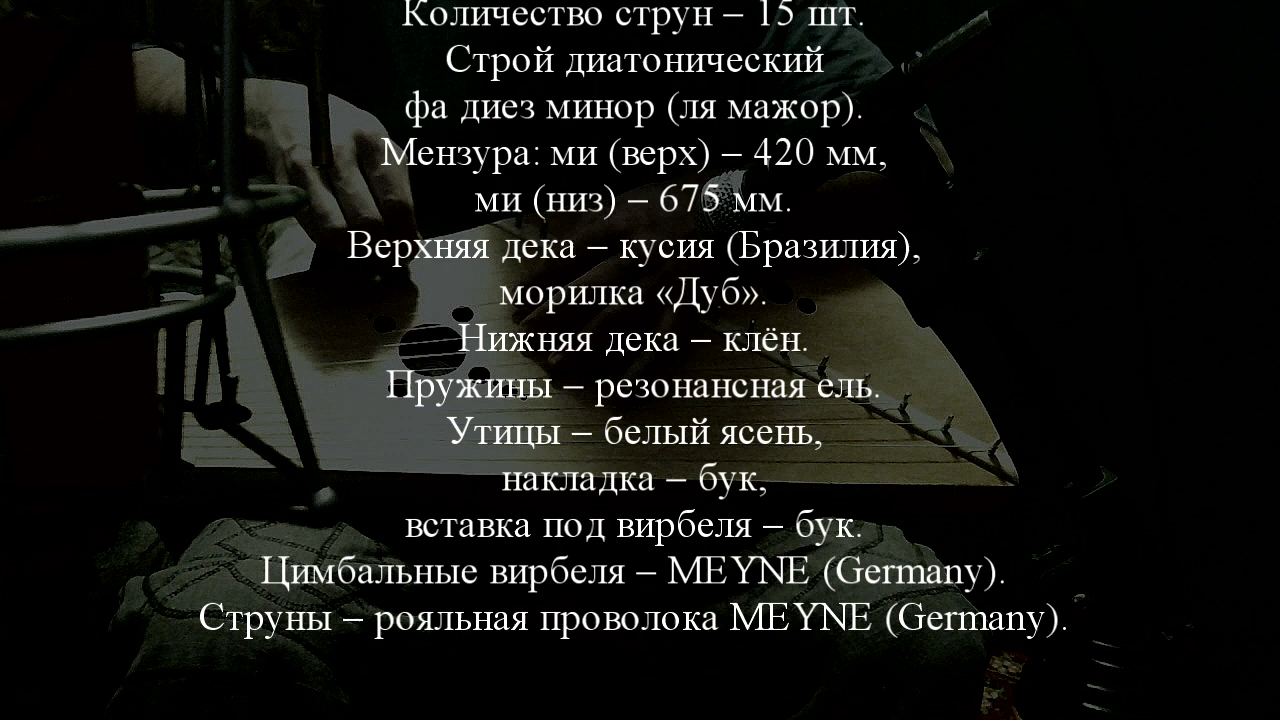 Количество струн – 15 шт.
Строй диатонический
фа диез минор (ля мажор).
Мензура: ми (верх) – 420 мм,
ми (низ) – 675 мм.
Верхняя дека – кусия (Бразилия),
морилка «Дуб».
Нижняя дека – клён.
Пружины – резонансная ель.
Утицы – белый ясень,
накладка – бук,
вставка под вирбеля – бук.
Цимбальные вирбеля – MEYNE (Germany).
Струны – рояльная проволока MEYNE (Germany).